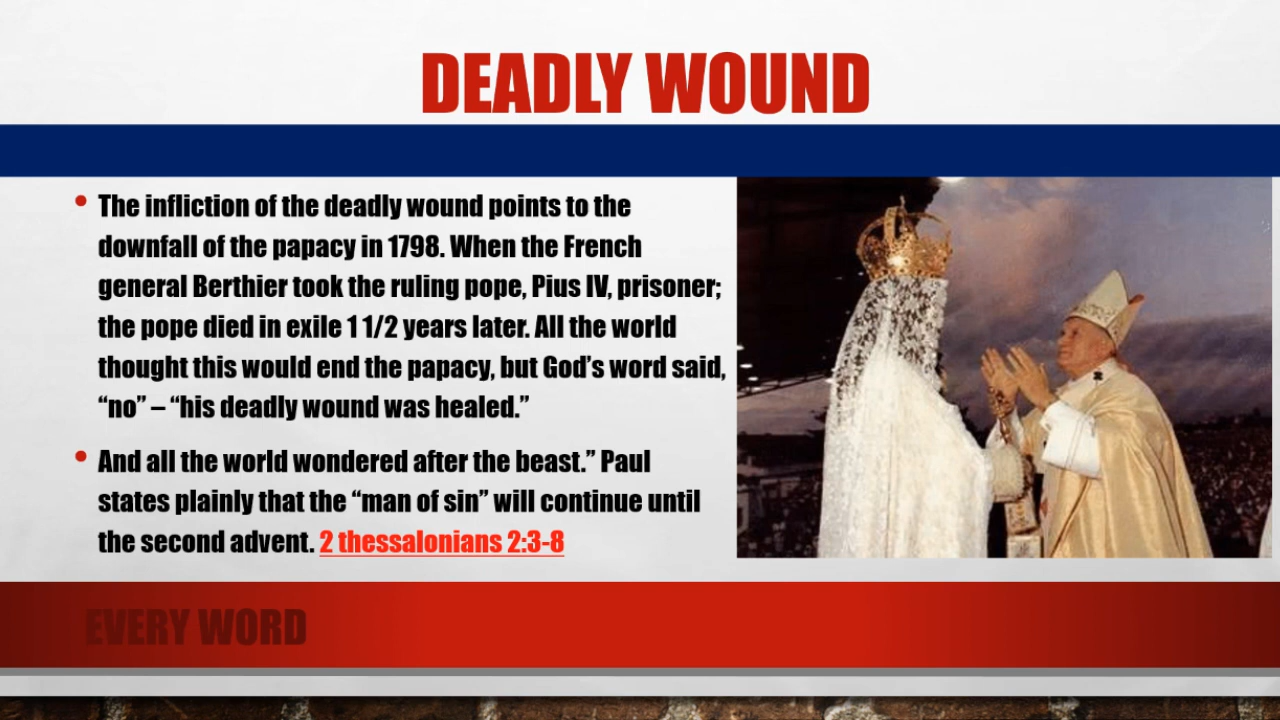 DEADLY WOUND
• The infliction of the deadly wound points to the
downfall of the papacy in 1798. When the French
general Berthier took the ruling pope, Pius IV, prisoner;
the pope died in exile 1 1/2 years later. All the world
thought this would end the papacy, but God’s word said,
“no” – “his deadly wound was healed.”
• And all the world wondered after the beast.” Paul
states plainly that the “man of sin” will continue until
the second advent. 2 thessalonians 2:3-8
EVERY WORD